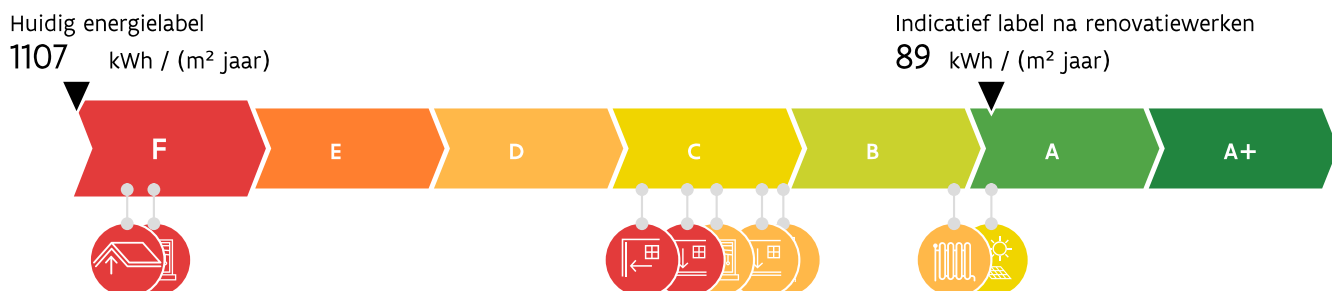 Huidig energielabel
1107 kWh / (m² jaar)
Indicatief label na renovatiewerken
89 kWh / (m² jaar)
F E D C B A A+